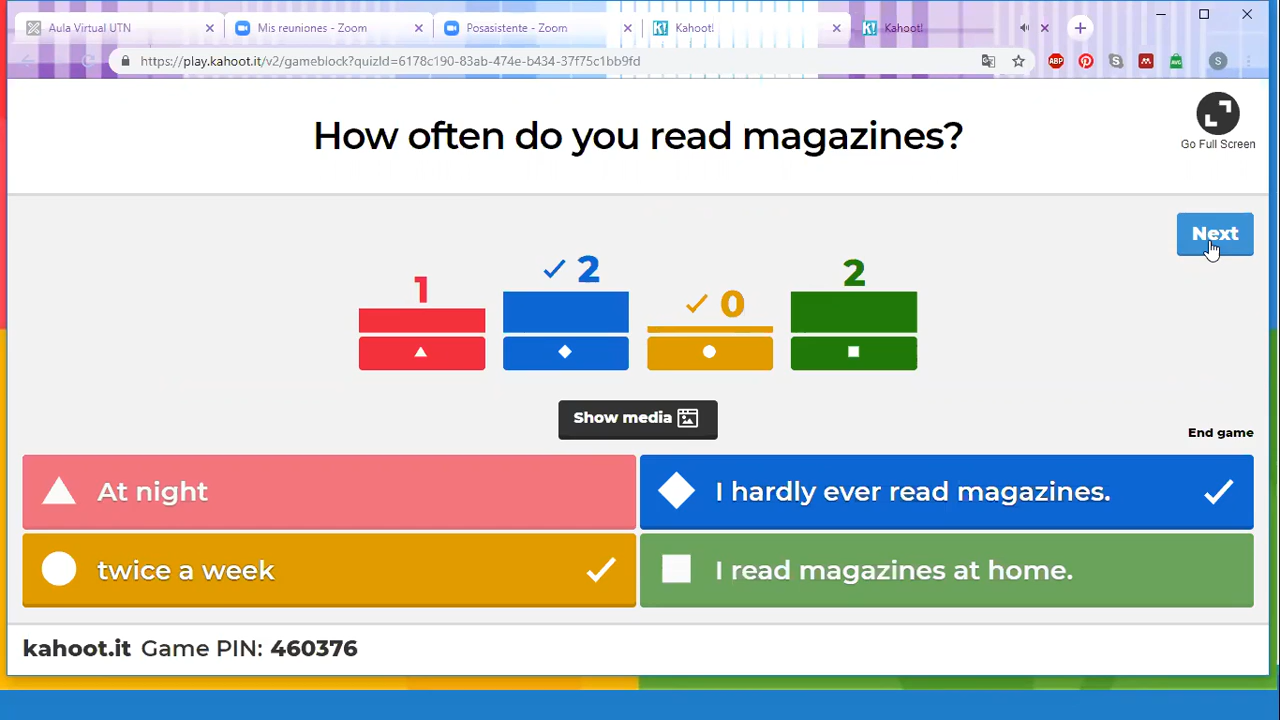 Aula Virtual UTN
Mis reuniones - Zoom
Posasistente - Zoom
Kahoot!
Kahoot!
https://play.kahoot.it/v2/gameblock?quizId=6178c190-83ab-474e-b434-37f75c1bb9fd
ABP
S
How often do you read magazines?
Go Full Screen
Next
1
2
0
2
Show media
End game
At night
I hardly ever read magazines.
twice a week
I read magazines at home.
kahoot.it Game PIN: 460376